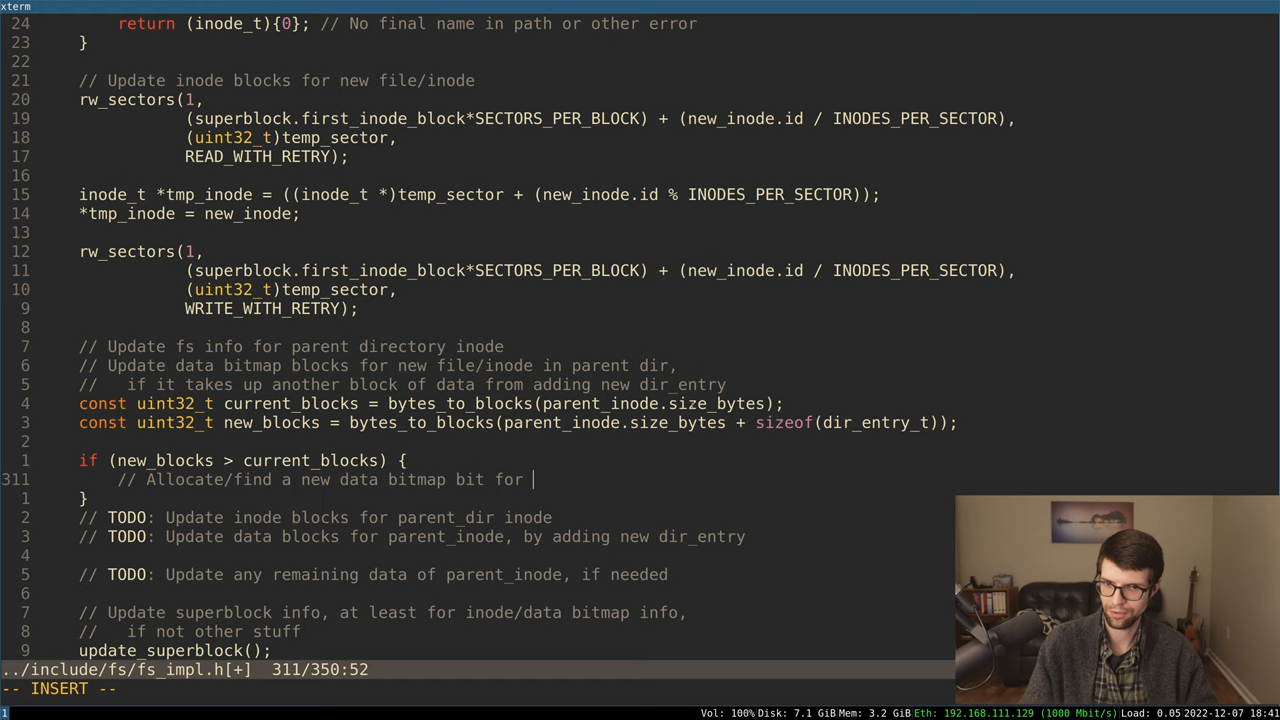 xterm
24 return (inode_t){0}; // No final name in path or other error
23 }
22
21 // Update inode blocks for new file/inode
20 rw_sectors(1,
19 (superblock.first_inode_block*SECTORS_PER_BLOCK) + (new_inode.id / INODES_PER_SECTOR),
18 (uint32_t)temp_sector,
17 READ_WITH_RETRY);
16
15 inode_t *tmp_inode = ((inode_t *)temp_sector + (new_inode.id % INODES_PER_SECTOR));
14 *tmp_inode = new_inode;
13
12 rw_sectors(1,
11 (superblock.first_inode_block*SECTORS_PER_BLOCK) + (new_inode.id / INODES_PER_SECTOR),
10 (uint32_t)temp_sector,
9 WRITE_WITH_RETRY);
8
7 // Update fs info for parent directory inode
6 // Update data bitmap blocks for new file/inode in parent dir,
5 //   if it takes up another block of data from adding new dir_entry
4 const uint32_t current_blocks = bytes_to_blocks(parent_inode.size_bytes);
3 const uint32_t new_blocks = bytes_to_blocks(parent_inode.size_bytes + sizeof(dir_entry_t));
2
1 if (new_blocks > current_blocks) {
311 // Allocate/find a new data bitmap bit for
1 }
2 // TODO: Update inode blocks for parent_dir inode
3 // TODO: Update data blocks for parent_inode, by adding new dir_entry
4
5 // TODO: Update any remaining data of parent_inode, if needed
6
7 // Update superblock info, at least for inode/data bitmap info,
8 //   if not other stuff
9 update_superblock();
../include/fs/fs_impl.h[+] 311/350:52
-- INSERT --
1 Vol: 100% Disk: 7.1 GiB Mem: 3.2 GiB Eth: 192.168.111.129 (1000 Mbit/s) Load: 0.05 2022-12-07 18:41